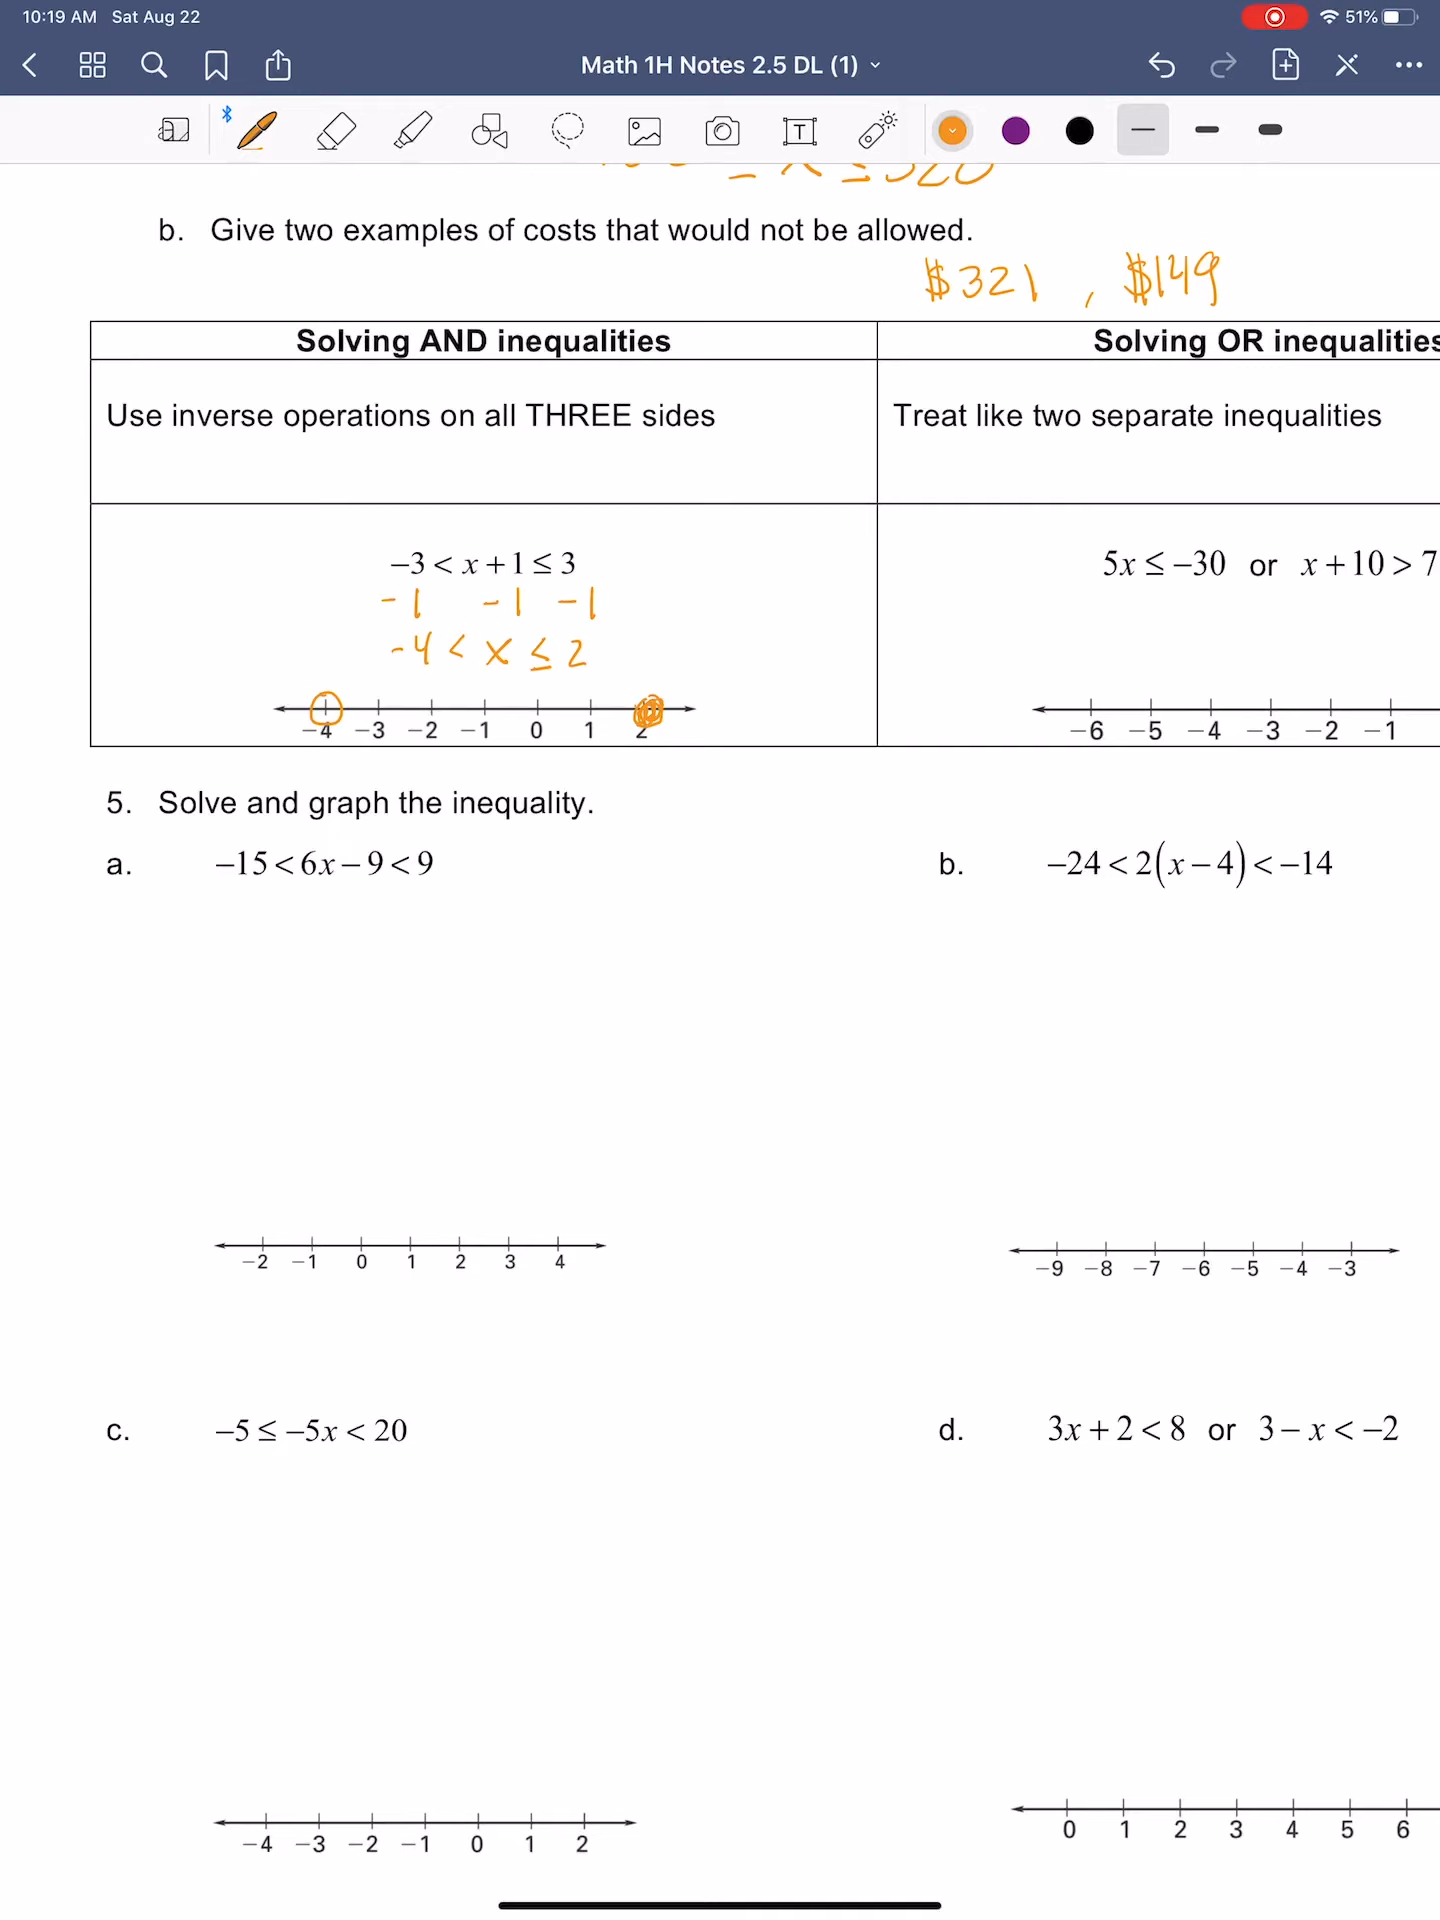 10:19 AM Sat Aug 22
51%
Math 1H Notes 2.5 DL (1)
≤ x ≤ 320
b. Give two examples of costs that would not be allowed.
$321 , $149
Solving AND inequalities
Solving OR inequalities
Use inverse operations on all THREE sides
Treat like two separate inequalities
−3 < x + 1 ≤ 3
5x ≤ −30 or x + 10 > 7
-1 -1 -1
-4 < x ≤ 2
−4 −3 −2 −1 0 1 2
−6 −5 −4 −3 −2 −1
5. Solve and graph the inequality.
a. −15 < 6x − 9 < 9
b. −24 < 2(x − 4) < −14
−2 −1 0 1 2 3 4
−9 −8 −7 −6 −5 −4 −3
c. −5 ≤ −5x < 20
d. 3x + 2 < 8 or 3 − x < −2
−4 −3 −2 −1 0 1 2
0 1 2 3 4 5 6